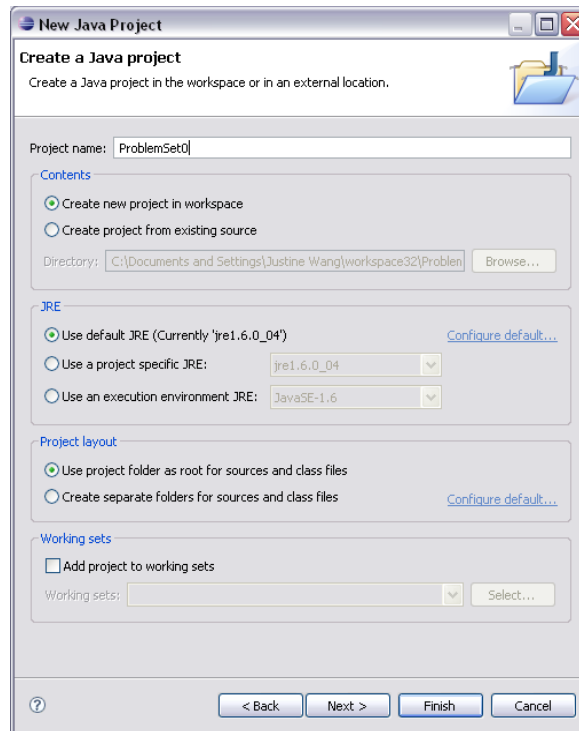 New Java Project
Create a Java project
Create a Java project in the workspace or in an external location.
Project name: ProblemSet0
Contents
Create new project in workspace
Create project from existing source
Directory: C:\Documents and Settings\Justine Wang\workspace32\Problen Browse...
JRE
Use default JRE (Currently 'jre1.6.0_04') Configure default...
Use a project specific JRE: jre1.6.0_04
Use an execution environment JRE: JavaSE-1.6
Project layout
Use project folder as root for sources and class files
Create separate folders for sources and class files Configure default...
Working sets
Add project to working sets
Working sets: Select...
? < Back Next > Finish Cancel